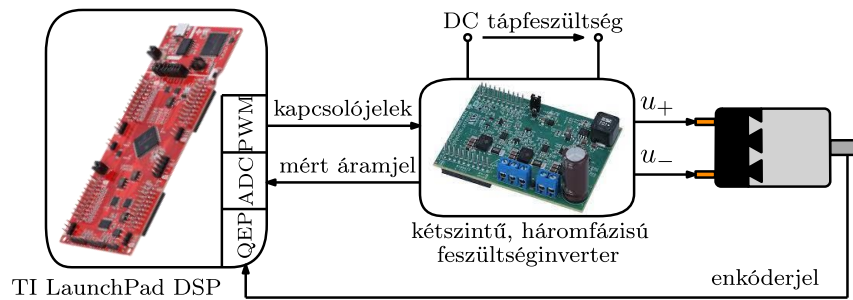 DC tápfeszültség
PWM
kapcsolójelek
u+
ADC
mért áramjel
u−
QEP
kétszintű, háromfázisú
feszültséginverter
TI LaunchPad DSP
enkóderjel